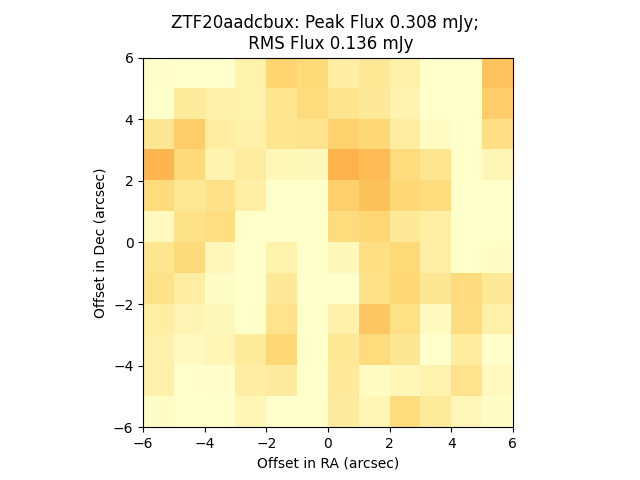 ZTF20aadcbux: Peak Flux 0.308 mJy;
RMS Flux 0.136 mJy
6
4
2
0
−2
−4
−6
Offset in Dec (arcsec)
−6 −4 −2 0 2 4 6
Offset in RA (arcsec)